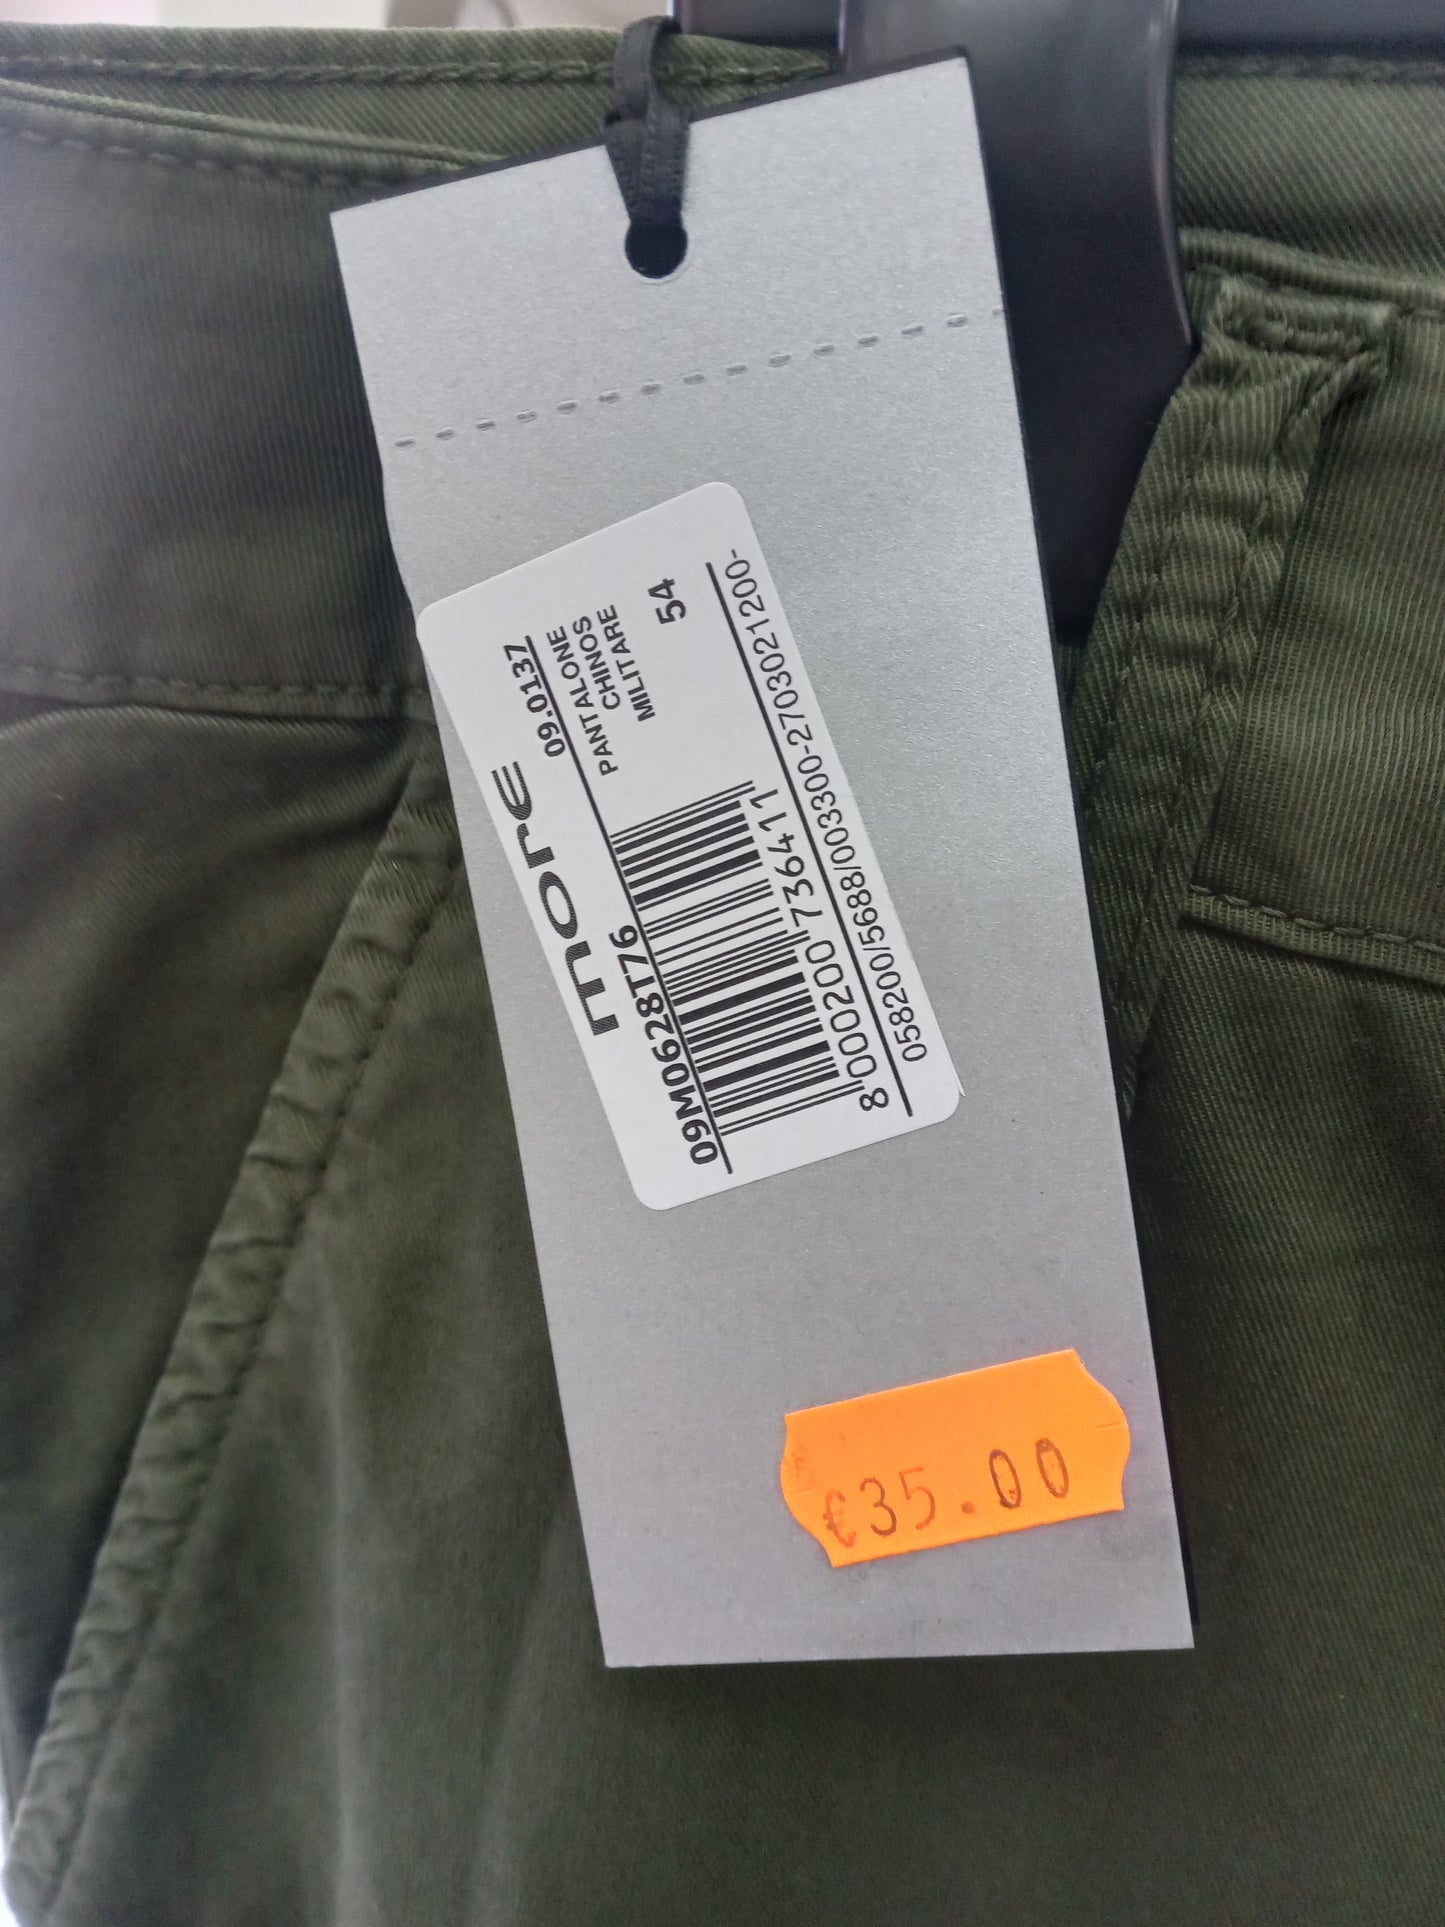 more
09M0628T76 09.0137
PANTALONE
CHINOS
MILITARE
54
8 000200 736411
058200/5688/003300-2703021200-
€35.00